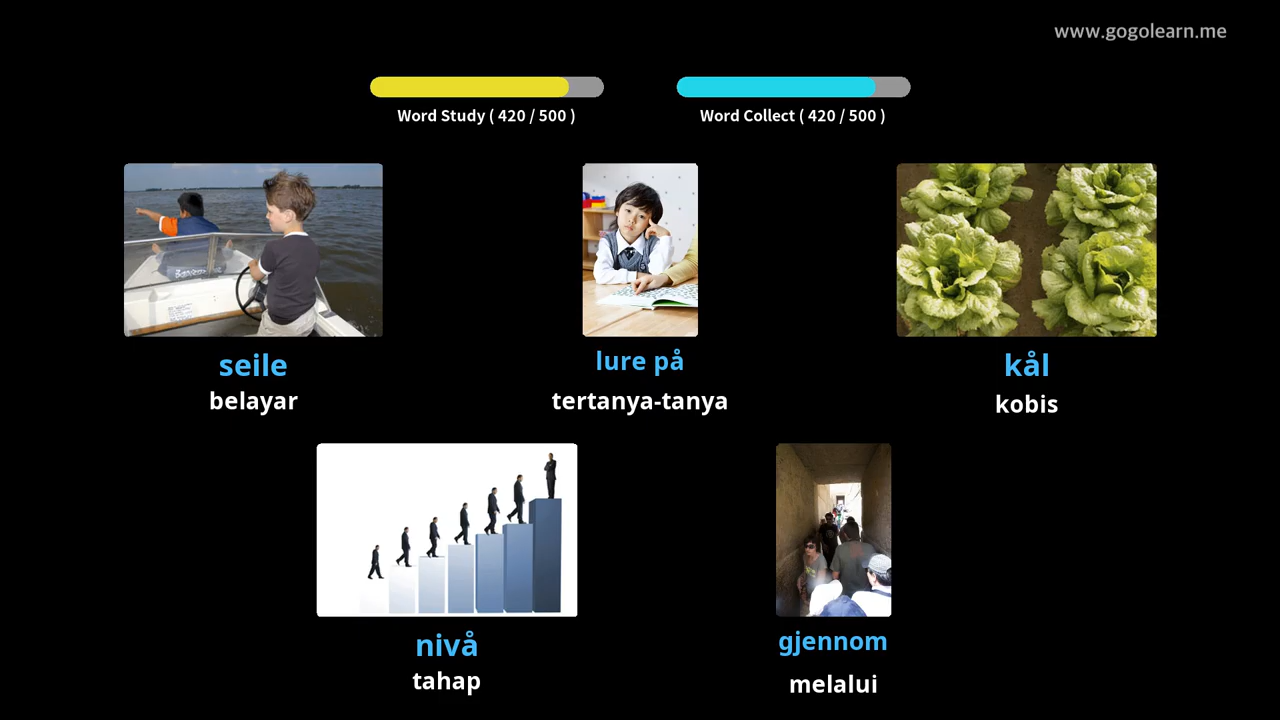 www.gogolearn.me
Word Study ( 420 / 500 )
Word Collect ( 420 / 500 )
seile
belayar
lure på
tertanya-tanya
kål
kobis
nivå
tahap
gjennom
melalui